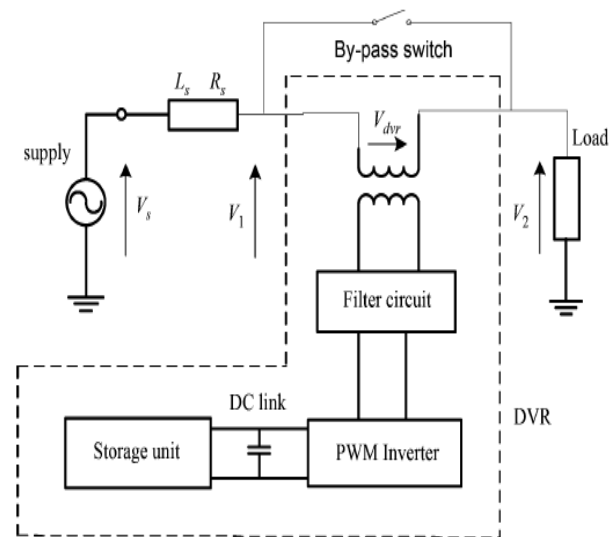 By-pass switch
Ls Rs
Vdvr
supply
Load
Vs
V1
V2
Filter circuit
DC link
DVR
Storage unit
PWM Inverter